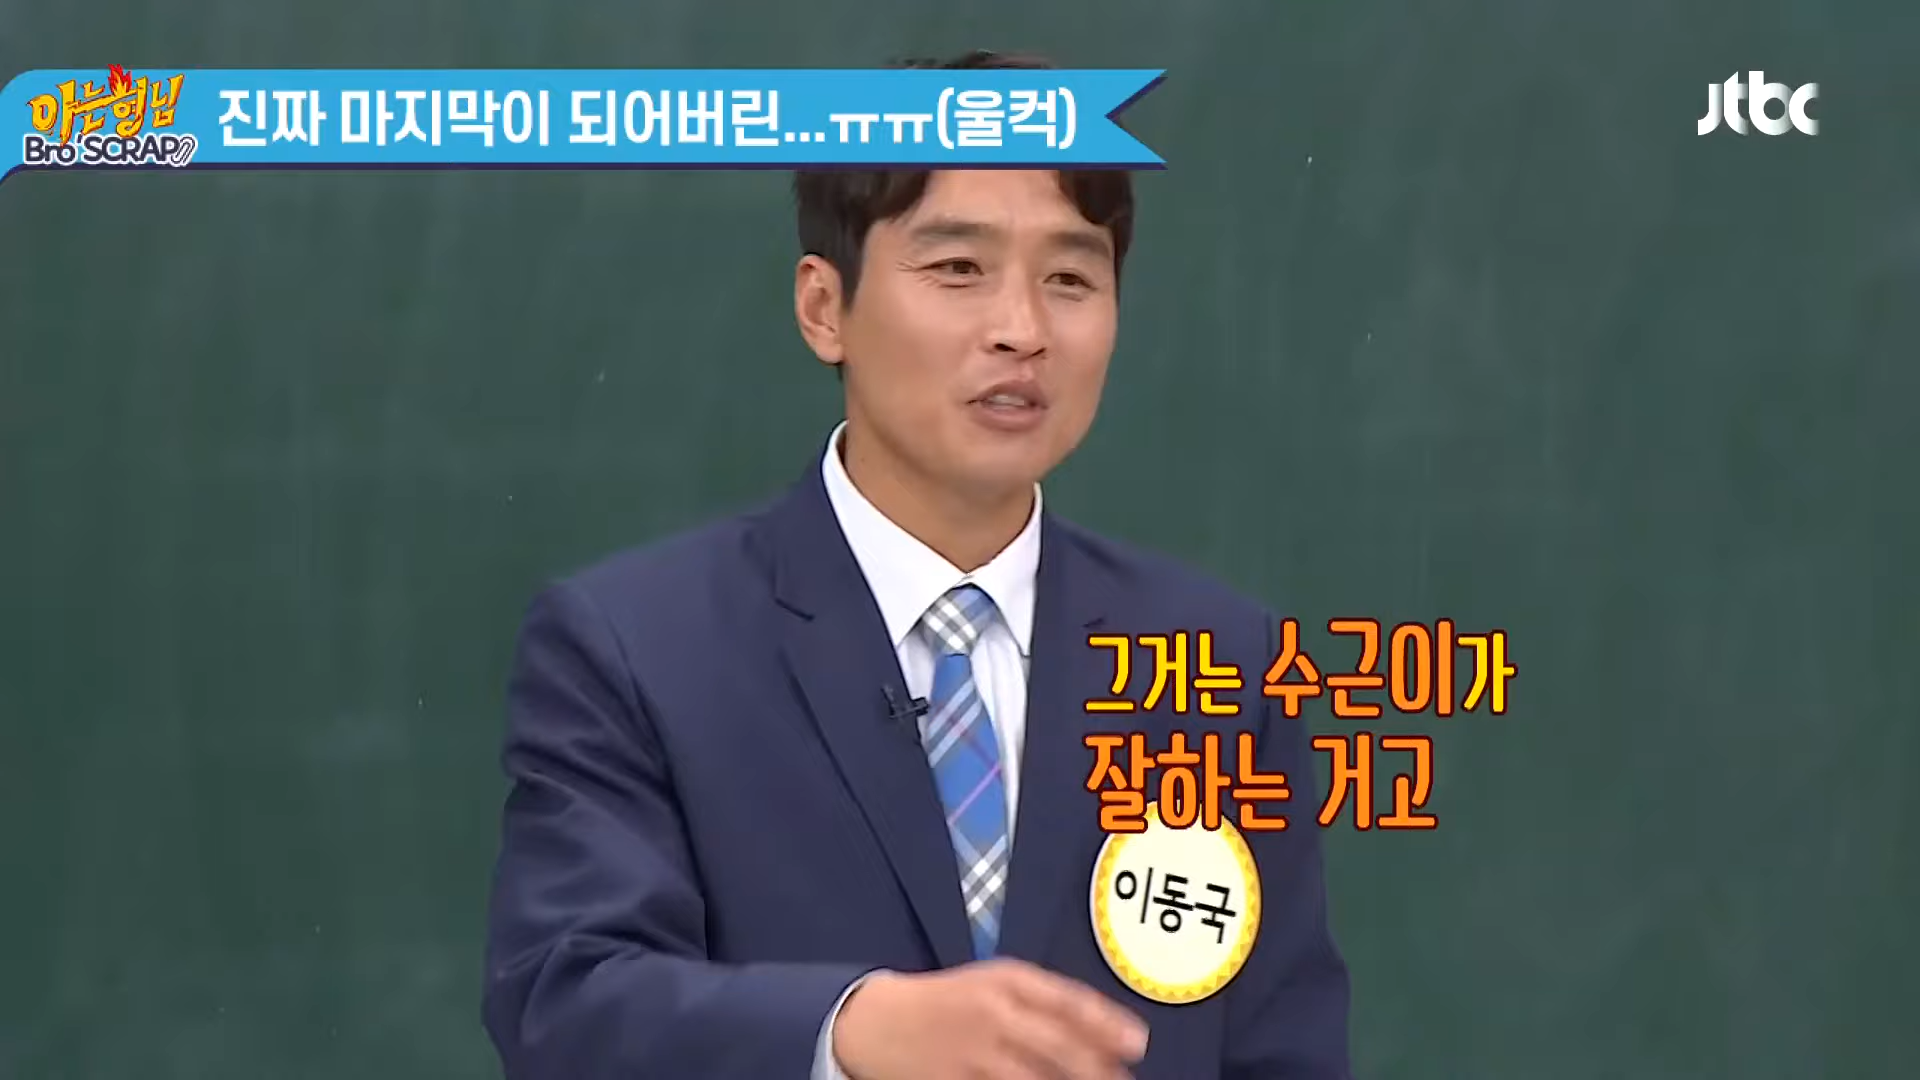 아는형님
Bro'SCRAP
진짜 마지막이 되어버린...ㅠㅠ(울컥)
jtbc
그거는 수근이가
잘하는 거고
이동국